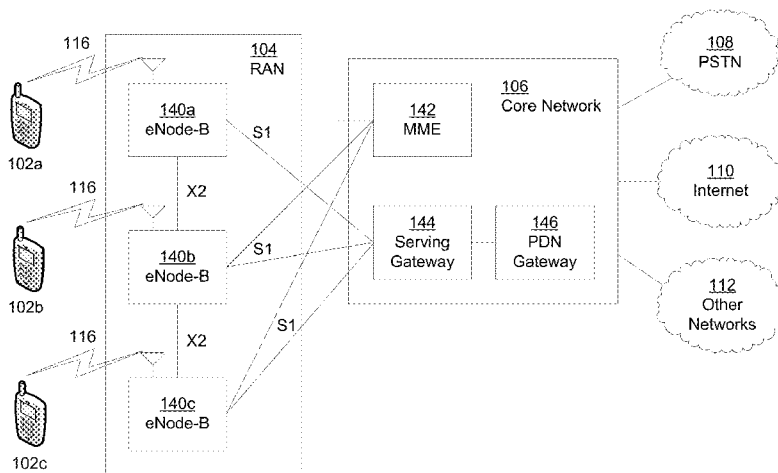 116
104
RAN
108
PSTN
140a
eNode-B
102a
S1
106
Core Network
142
MME
116
X2
110
Internet
140b
eNode-B
102b
S1
144
Serving
Gateway
146
PDN
Gateway
116
X2
S1
112
Other
Networks
140c
eNode-B
102c